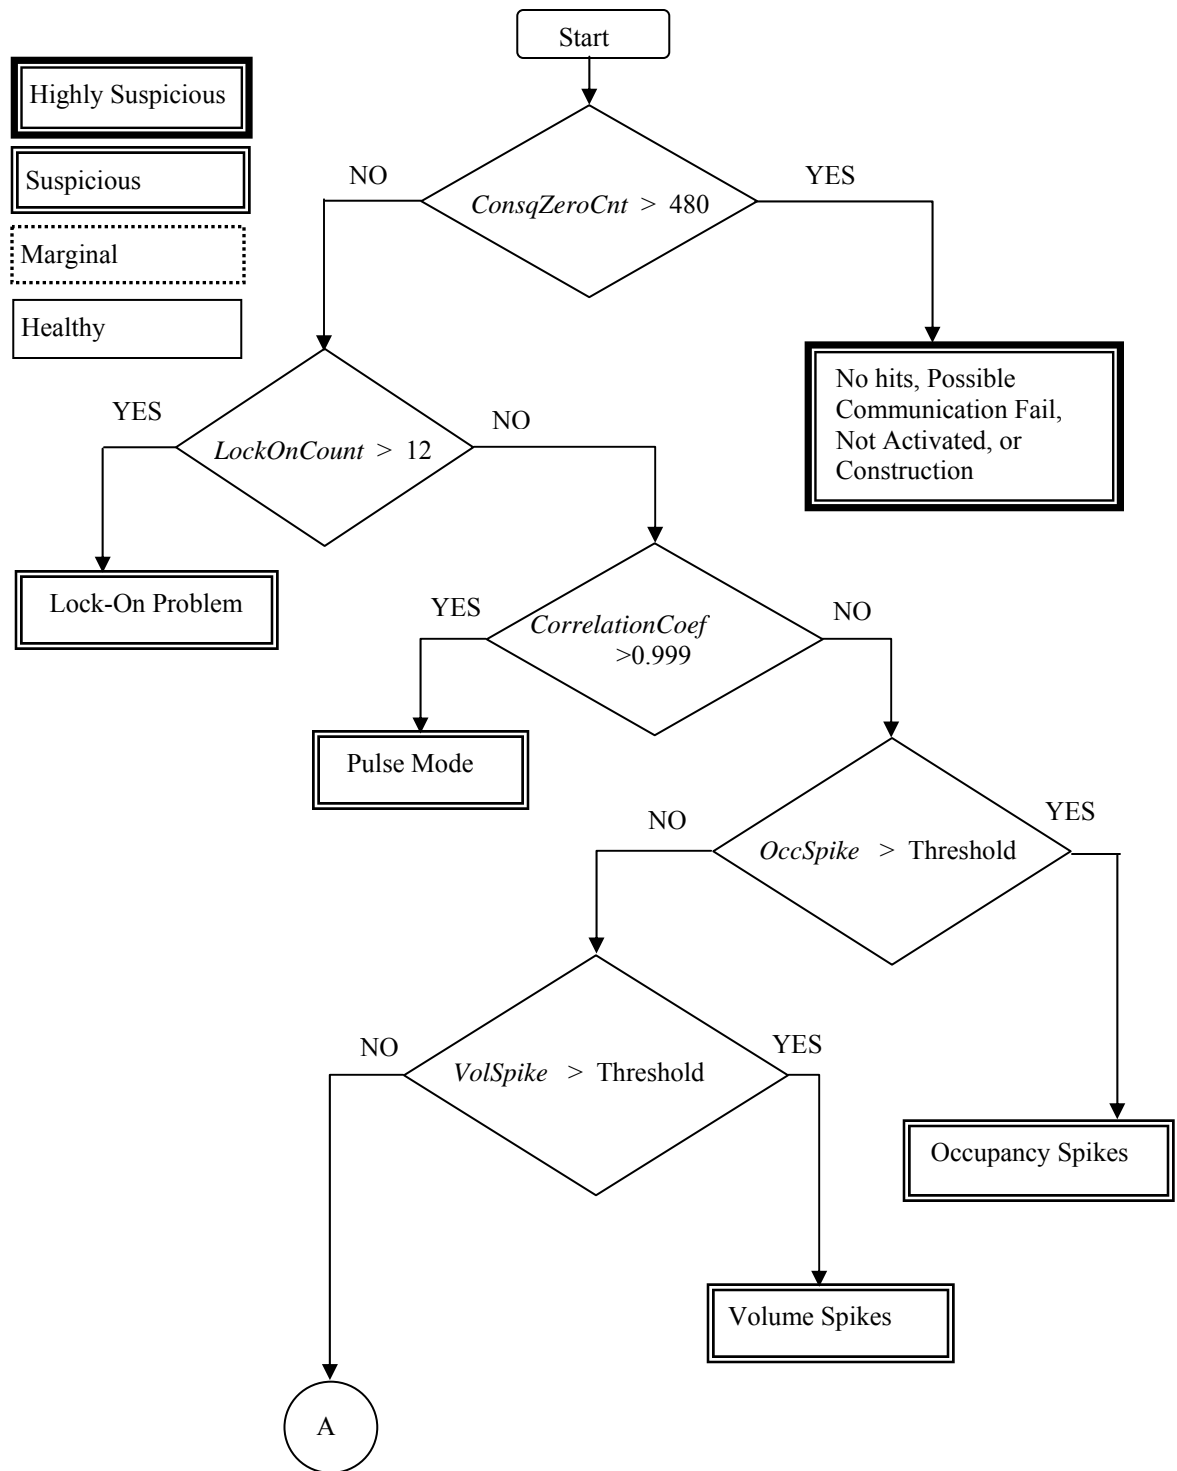 Start
Highly Suspicious
Suspicious
Marginal
Healthy
NO
YES
ConsqZeroCnt > 480
No hits, Possible
Communication Fail,
Not Activated, or
Construction
YES
NO
LockOnCount > 12
Lock-On Problem
YES
NO
CorrelationCoef
>0.999
Pulse Mode
NO
YES
OccSpike > Threshold
NO
YES
VolSpike > Threshold
Occupancy Spikes
Volume Spikes
A